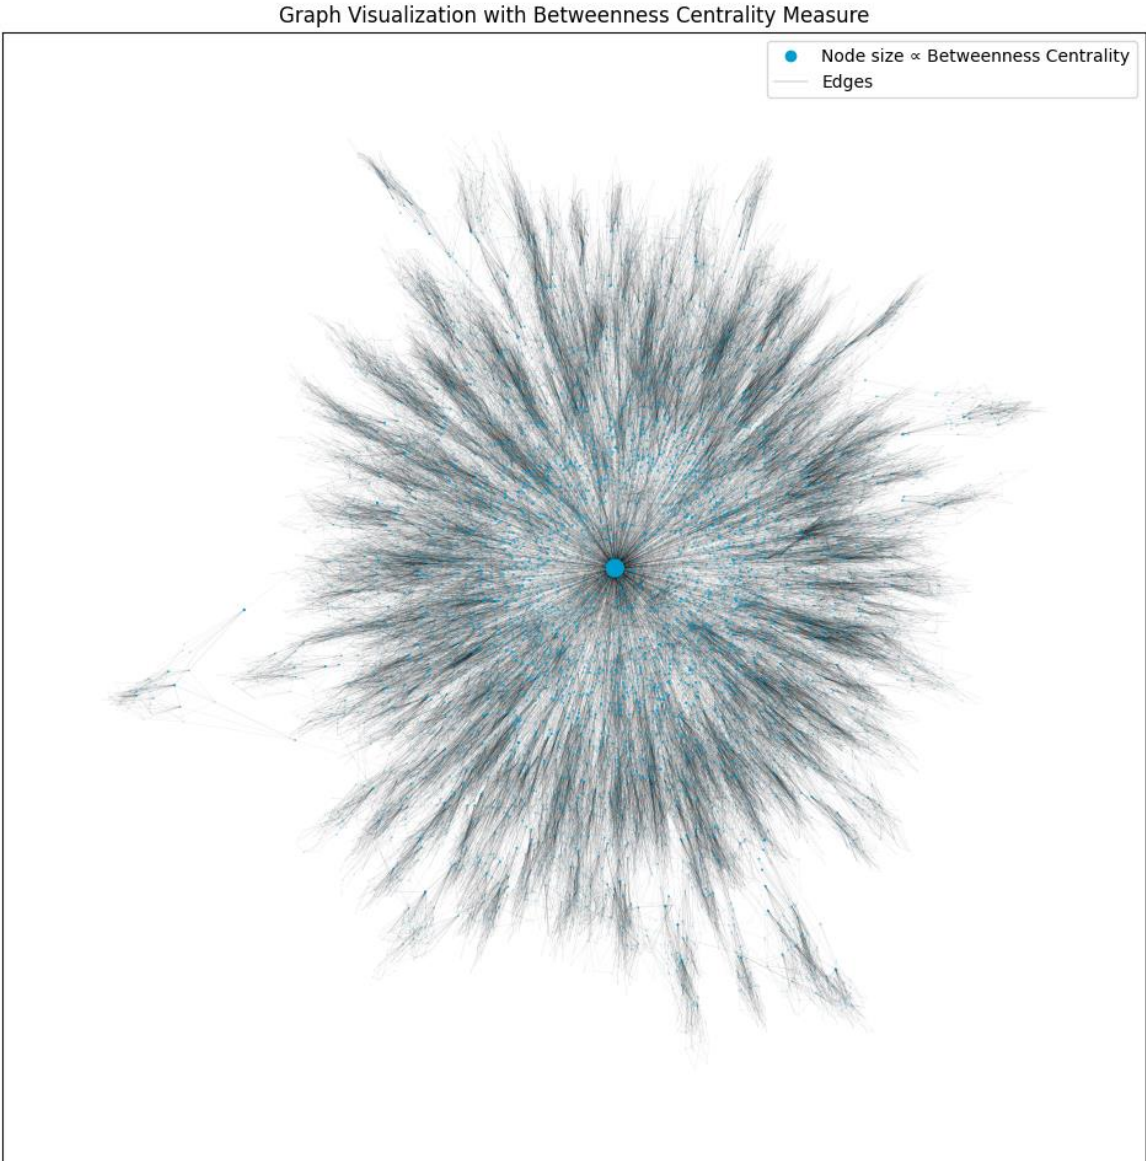 Graph Visualization with Betweenness Centrality Measure
Node size ∝ Betweenness Centrality
Edges